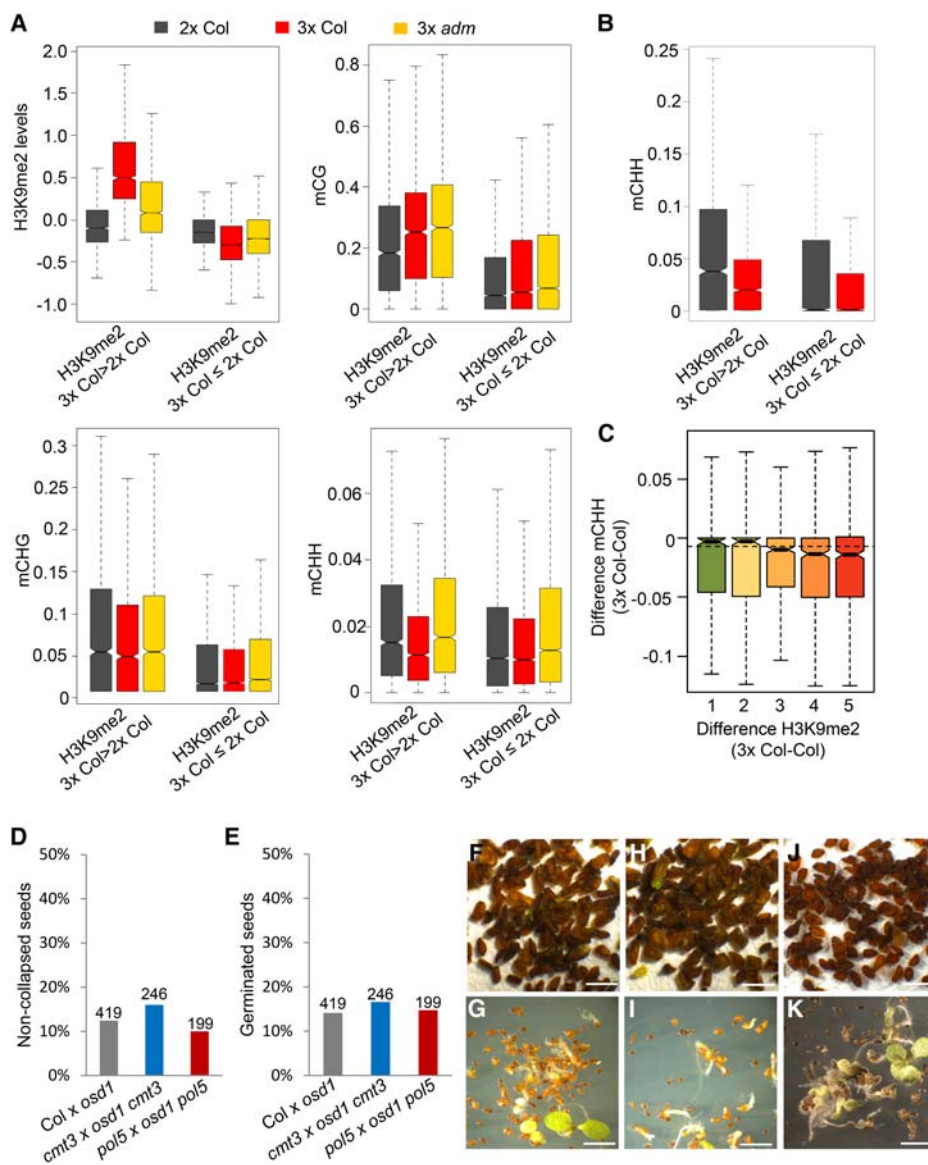 A
2x Col
3x Col
3x adm
B
H3K9me2 levels
2.0
1.5
1.0
0.5
0.0
-0.5
-1.0
H3K9me2
3x Col>2x Col
H3K9me2
3x Col ≤ 2x Col
mCG
0.8
0.6
0.4
0.2
0
H3K9me2
3x Col>2x Col
H3K9me2
3x Col ≤ 2x Col
mCHH
0.25
0.2
0.15
0.1
0.05
0
H3K9me2
3x Col>2x Col
H3K9me2
3x Col ≤ 2x Col
mCHG
0.3
0.25
0.2
0.15
0.1
0.05
0
H3K9me2
3x Col>2x Col
H3K9me2
3x Col ≤ 2x Col
mCHH
0.06
0.04
0.02
0
H3K9me2
3x Col>2x Col
H3K9me2
3x Col ≤ 2x Col
C
Difference mCHH
(3x Col-Col)
0.05
0
-0.05
-0.1
1 2 3 4 5
Difference H3K9me2
(3x Col-Col)
D
Non-collapsed seeds
50%
40%
30%
20%
10%
0%
419
246
199
Col x osd1
cmt3 x osd1 cmt3
pol5 x osd1 pol5
E
Germinated seeds
50%
40%
30%
20%
10%
0%
419
246
199
Col x osd1
cmt3 x osd1 cmt3
pol5 x osd1 pol5
F
H
J
G
I
K